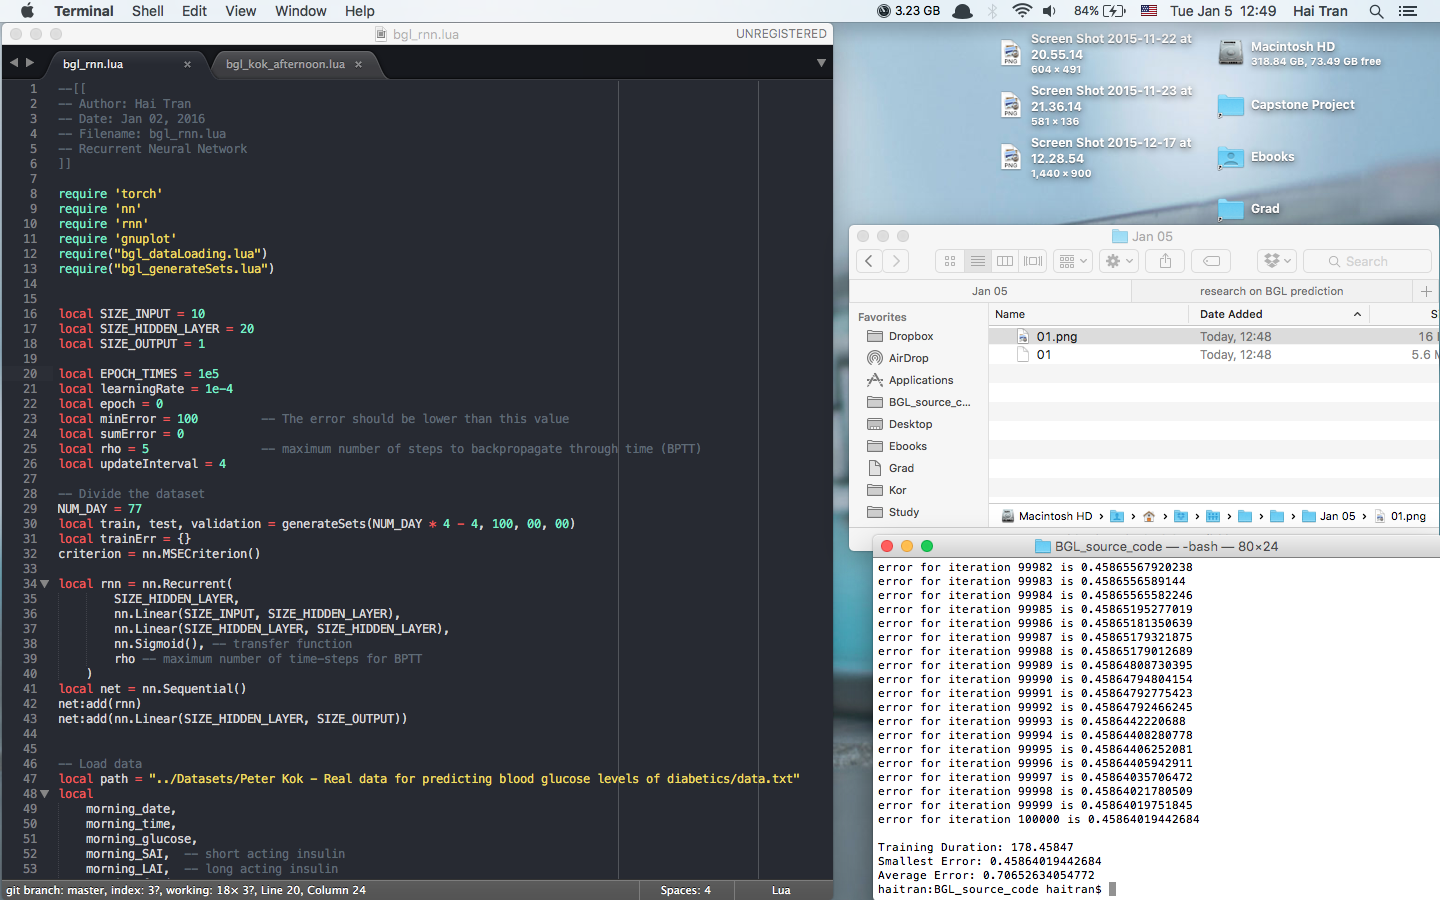 Terminal Shell Edit View Window Help 3.23 GB 84% Tue Jan 5 12:49 Hai Tran
bgl_rnn.lua UNREGISTERED
bgl_rnn.lua × bgl_kok_afternoon.lua ×
1 --[[
2 -- Author: Hai Tran
3 -- Date: Jan 02, 2016
4 -- Filename: bgl_rnn.lua
5 -- Recurrent Neural Network
6 ]]
7
8 require 'torch'
9 require 'nn'
10 require 'rnn'
11 require 'gnuplot'
12 require("bgl_dataLoading.lua")
13 require("bgl_generateSets.lua")
14
15
16 local SIZE_INPUT = 10
17 local SIZE_HIDDEN_LAYER = 20
18 local SIZE_OUTPUT = 1
19
20 local EPOCH_TIMES = 1e5
21 local learningRate = 1e-4
22 local epoch = 0
23 local minError = 100 -- The error should be lower than this value
24 local sumError = 0
25 local rho = 5 -- maximum number of steps to backpropagate through time (BPTT)
26 local updateInterval = 4
27
28 -- Divide the dataset
29 NUM_DAY = 77
30 local train, test, validation = generateSets(NUM_DAY * 4 - 4, 100, 00, 00)
31 local trainErr = {}
32 criterion = nn.MSECriterion()
33
34 local rnn = nn.Recurrent(
35 SIZE_HIDDEN_LAYER,
36 nn.Linear(SIZE_INPUT, SIZE_HIDDEN_LAYER),
37 nn.Linear(SIZE_HIDDEN_LAYER, SIZE_HIDDEN_LAYER),
38 nn.Sigmoid(), -- transfer function
39 rho -- maximum number of time-steps for BPTT
40 )
41 local net = nn.Sequential()
42 net:add(rnn)
43 net:add(nn.Linear(SIZE_HIDDEN_LAYER, SIZE_OUTPUT))
44
45
46 -- Load data
47 local path = "../Datasets/Peter Kok - Real data for predicting blood glucose levels of diabetics/data.txt"
48 local
49 morning_date,
50 morning_time,
51 morning_glucose,
52 morning_SAI, -- short acting insulin
53 morning_LAI, -- long acting insulin
git branch: master, index: 3?, working: 18× 3?, Line 20, Column 24 Spaces: 4 Lua
Screen Shot 2015-11-22 at
20.55.14
604 × 491
Screen Shot 2015-11-23 at
21.36.14
581 × 136
Screen Shot 2015-12-17 at
12.28.54
1,440 × 900
Macintosh HD
318.84 GB, 73.49 GB free
Capstone Project
Ebooks
Grad
Jan 05
Search
Jan 05 research on BGL prediction
Favorites
Dropbox
AirDrop
Applications
BGL_source_c...
Desktop
Ebooks
Grad
Kor
Study
Name Date Added S
01.png Today, 12:48 16
01 Today, 12:48 5.6
Macintosh HD › › › › › › › Jan 05 › 01.png
BGL_source_code — -bash — 80×24
error for iteration 99982 is 0.45865567920238
error for iteration 99983 is 0.4586556589144
error for iteration 99984 is 0.45865565582246
error for iteration 99985 is 0.45865195277019
error for iteration 99986 is 0.45865181350639
error for iteration 99987 is 0.45865179321875
error for iteration 99988 is 0.45865179012689
error for iteration 99989 is 0.45864808730395
error for iteration 99990 is 0.45864794804154
error for iteration 99991 is 0.45864792775423
error for iteration 99992 is 0.45864792466245
error for iteration 99993 is 0.4586442220688
error for iteration 99994 is 0.45864408280778
error for iteration 99995 is 0.45864406252081
error for iteration 99996 is 0.45864405942911
error for iteration 99997 is 0.45864035706472
error for iteration 99998 is 0.45864021780509
error for iteration 99999 is 0.45864019751845
error for iteration 100000 is 0.45864019442684
Training Duration: 178.45847
Smallest Error: 0.45864019442684
Average Error: 0.70652634054772
haitran:BGL_source_code haitran$